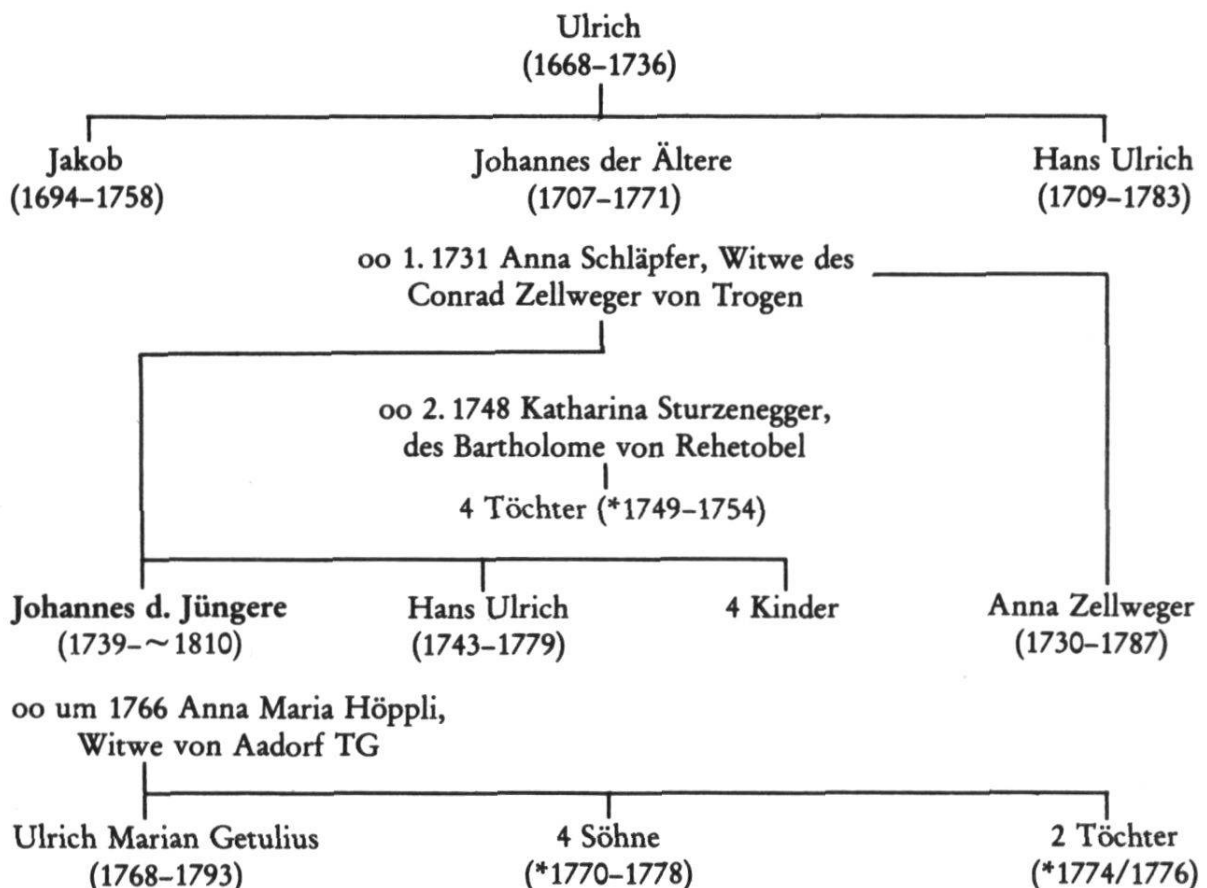 Ulrich
(1668–1736)
Jakob
(1694–1758)
Johannes der Ältere
(1707–1771)
Hans Ulrich
(1709–1783)
oo 1. 1731 Anna Schläpfer, Witwe des
Conrad Zellweger von Trogen
oo 2. 1748 Katharina Sturzenegger,
des Bartholome von Rehetobel
4 Töchter (*1749–1754)
Johannes d. Jüngere
(1739–~1810)
Hans Ulrich
(1743–1779)
4 Kinder
Anna Zellweger
(1730–1787)
oo um 1766 Anna Maria Höppli,
Witwe von Aadorf TG
Ulrich Marian Getulius
(1768–1793)
4 Söhne
(*1770–1778)
2 Töchter
(*1774/1776)